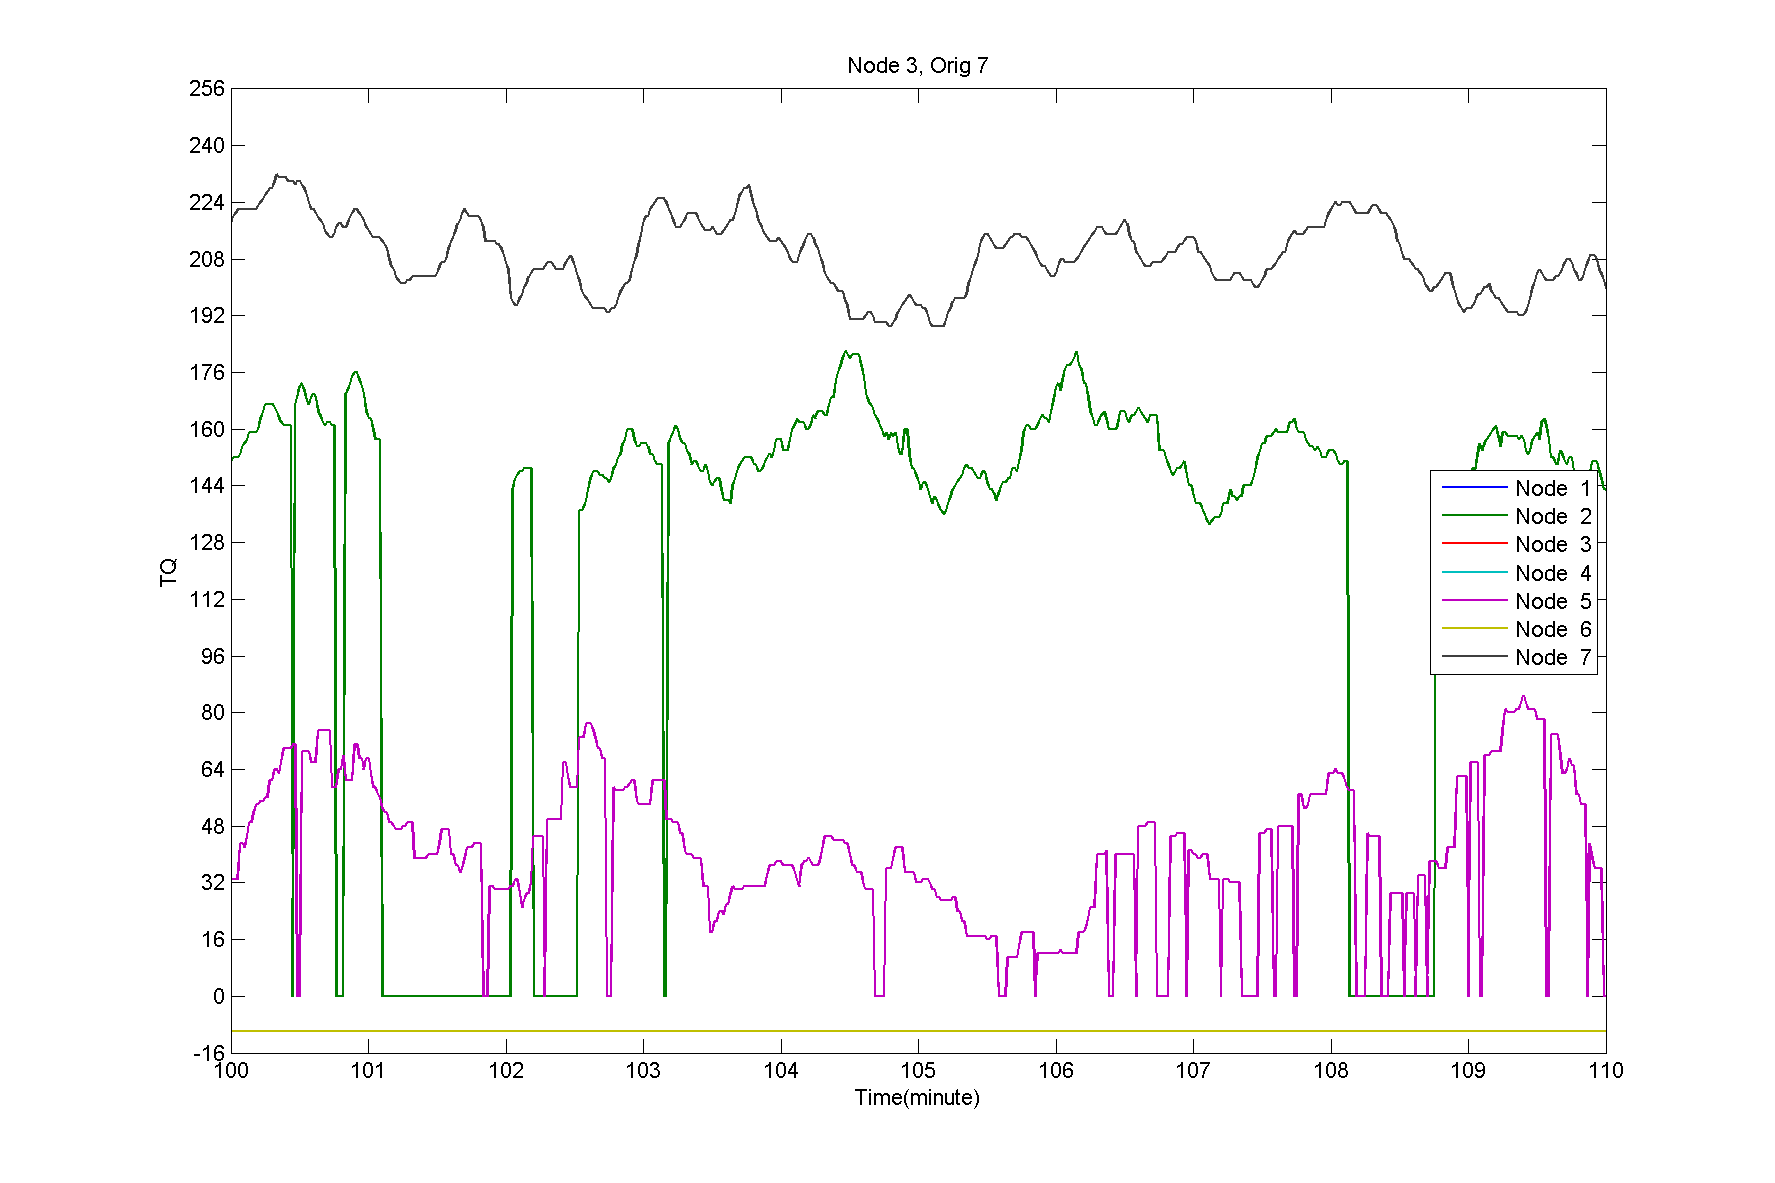 Node 3, Orig 7
256
240
224
208
192
176
160
144
128
112
96
80
64
48
32
16
0
-16
TQ
Node 1
Node 2
Node 3
Node 4
Node 5
Node 6
Node 7
100 101 102 103 104 105 106 107 108 109 110
Time(minute)